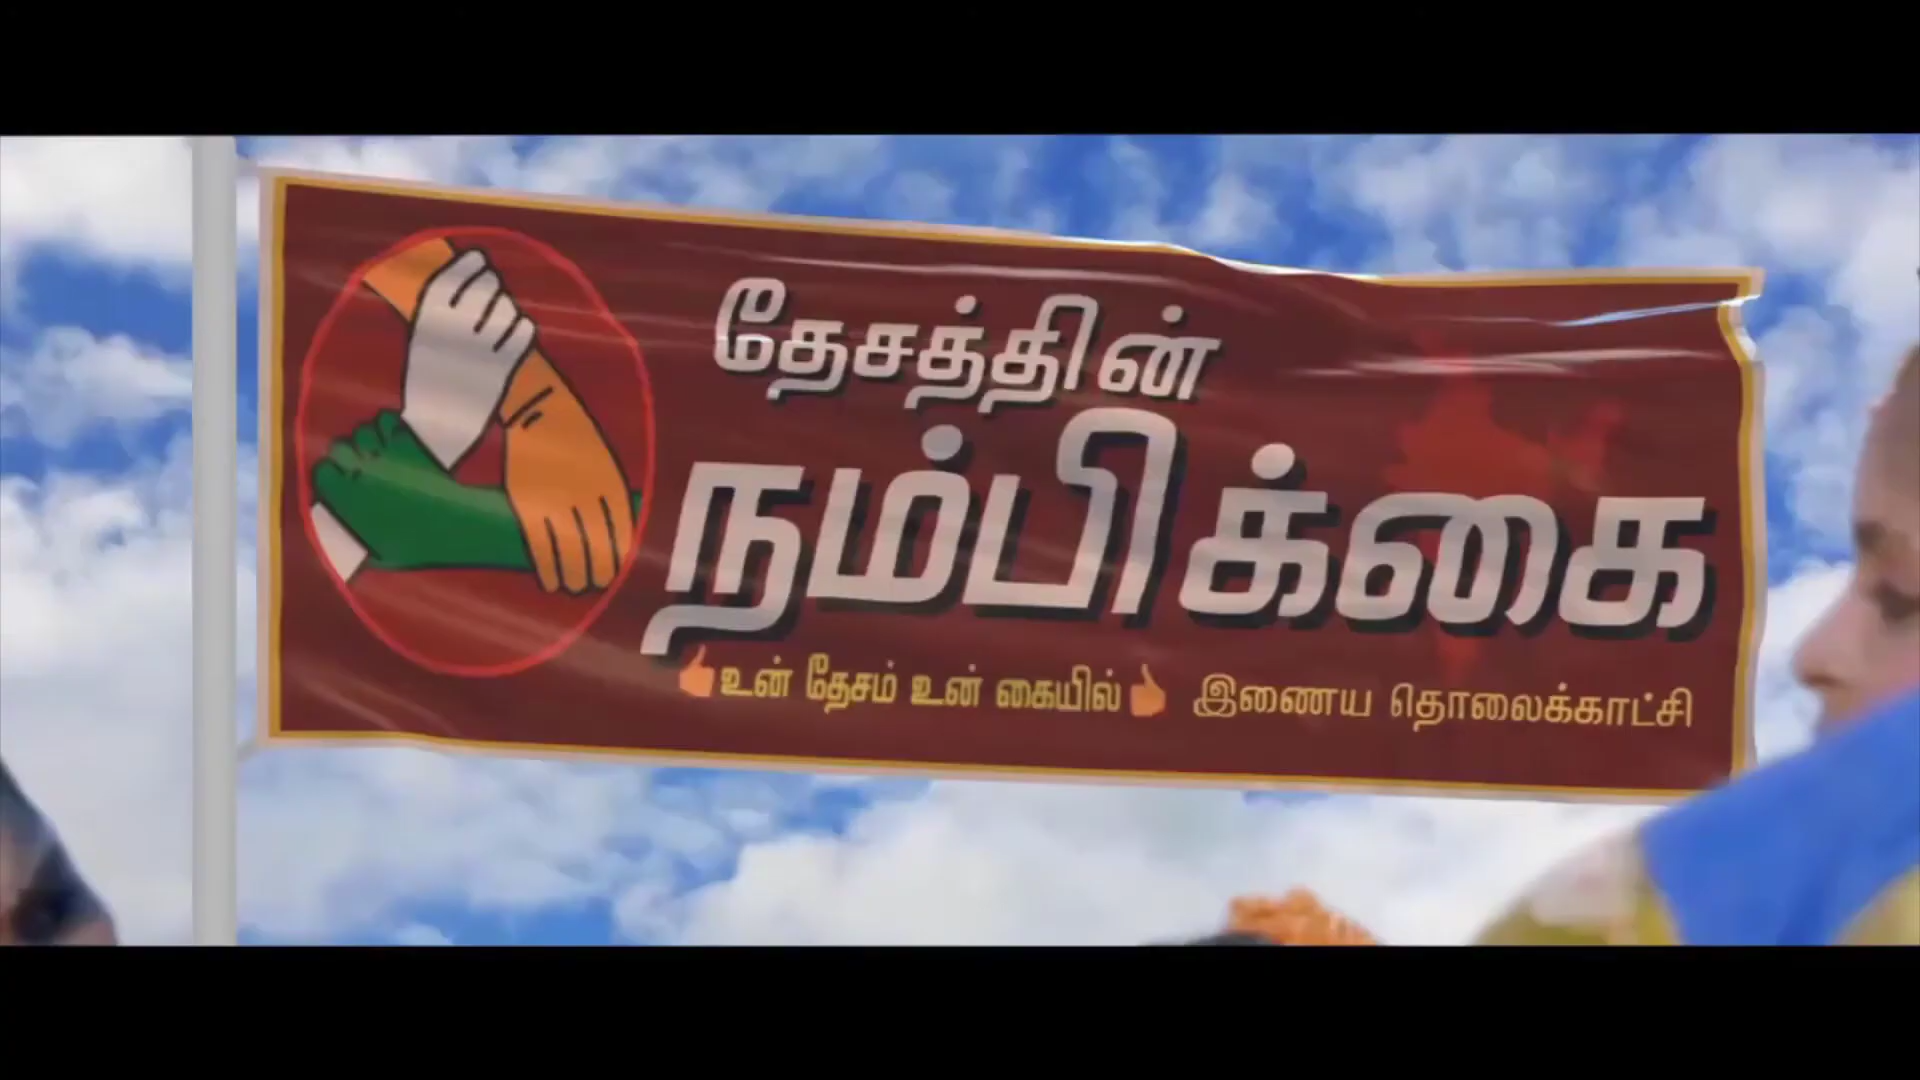 தேசத்தின்
நம்பிக்கை
உன் தேசம் உன் கையில் இணைய தொலைக்காட்சி